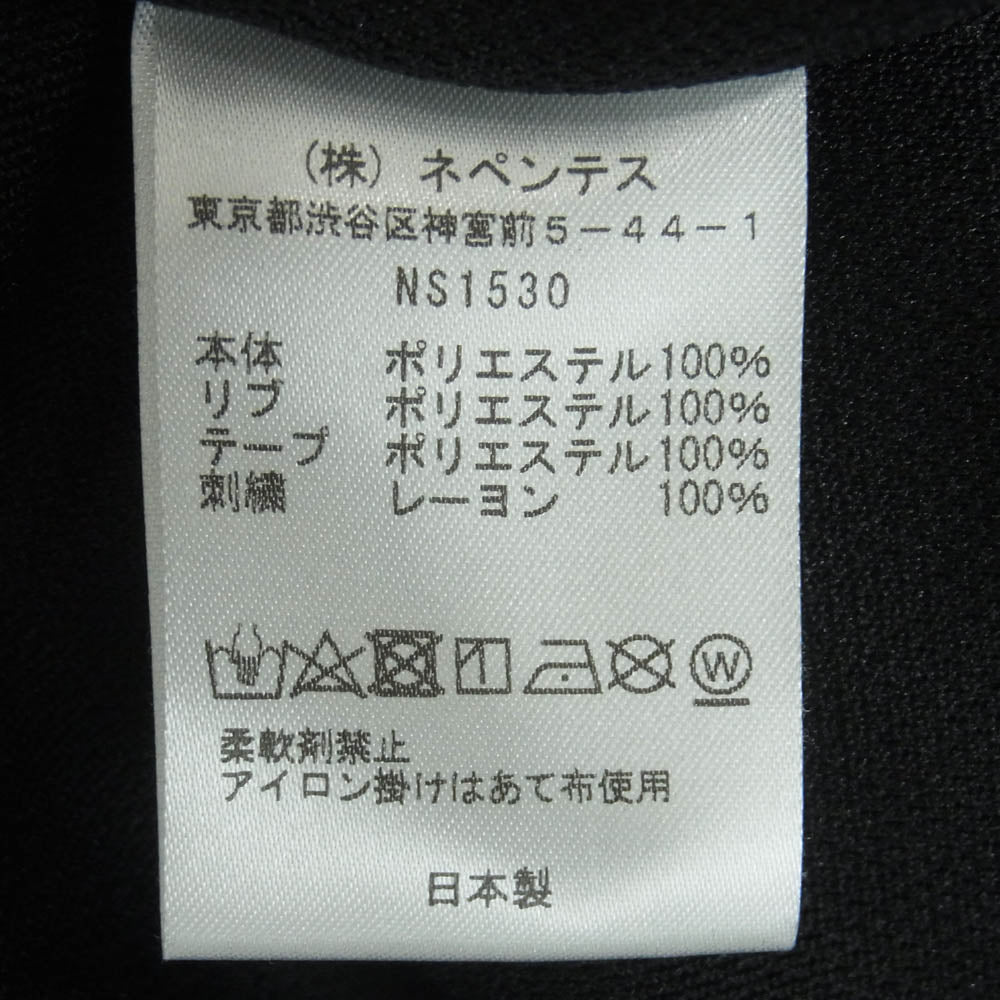 (株) ネペンテス
東京都渋谷区神宮前5-44-1
NS1530
本体 ポリエステル100%
リブ ポリエステル100%
テープ ポリエステル100%
刺繍 レーヨン 100%
W
柔軟剤禁止
アイロン掛けはあて布使用
日本製